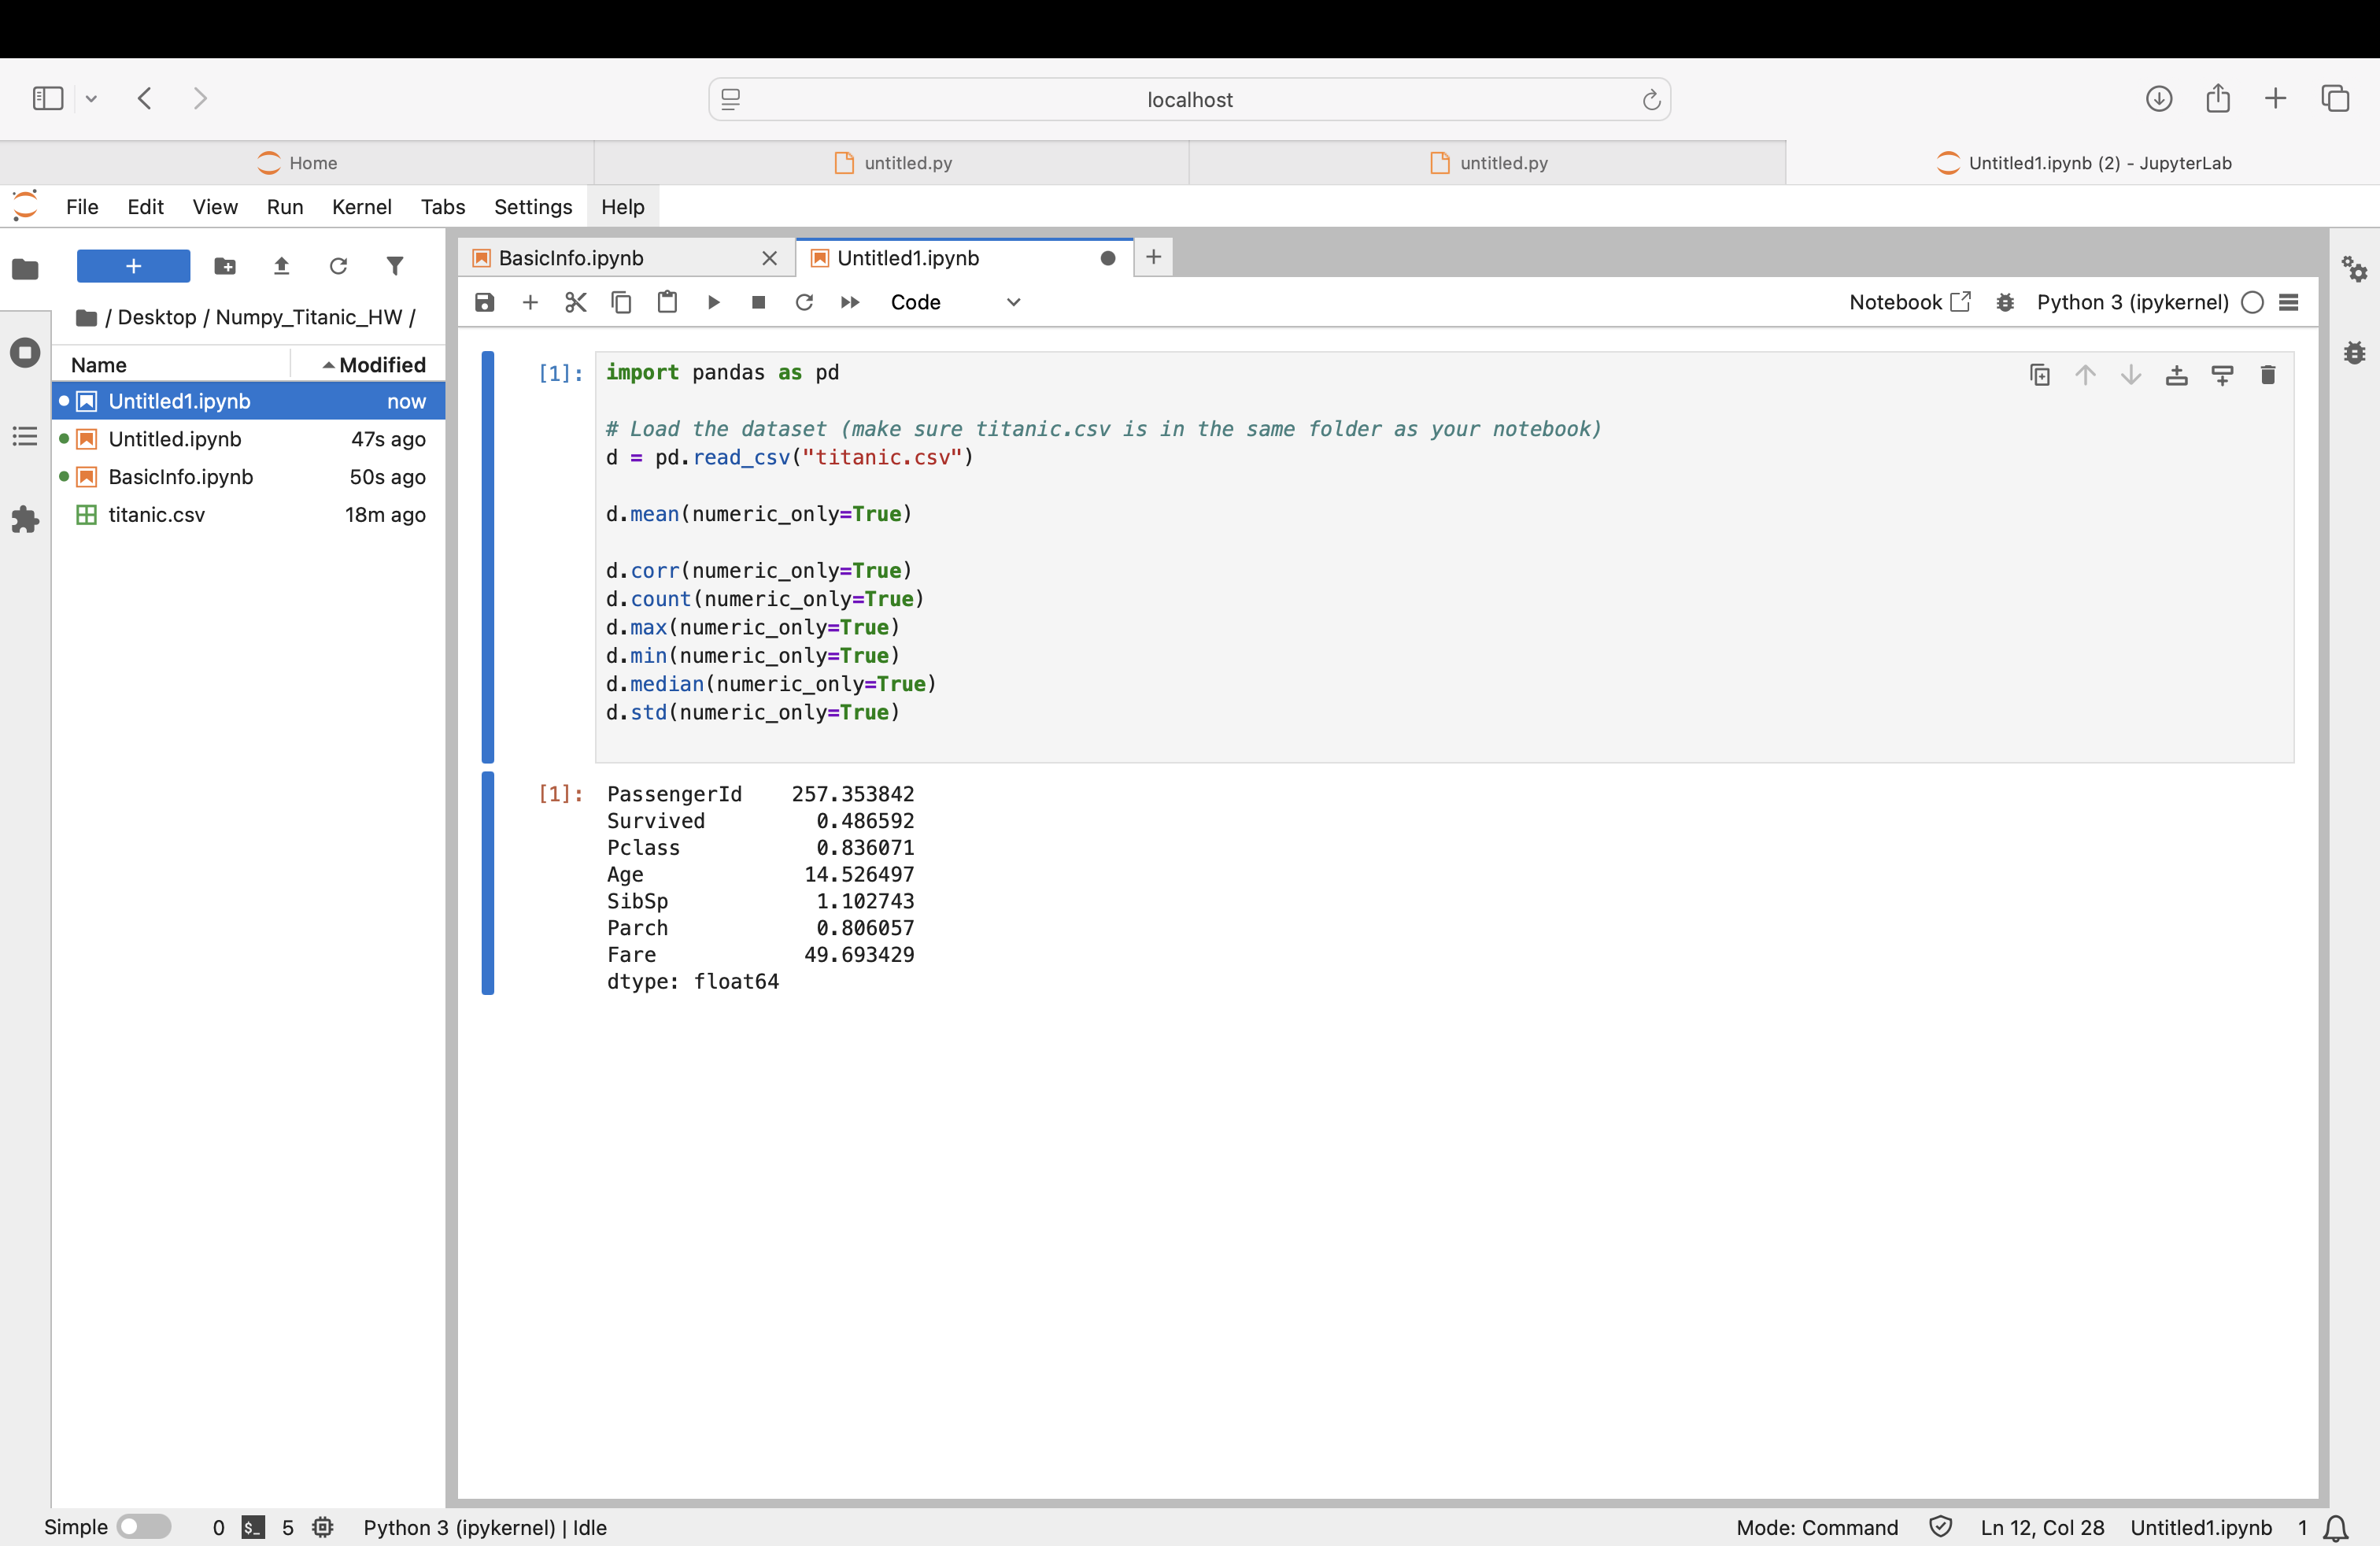 localhost
Home
untitled.py
untitled.py
Untitled1.ipynb (2) - JupyterLab
File Edit View Run Kernel Tabs Settings Help
BasicInfo.ipynb
Untitled1.ipynb
Code
Notebook
Python 3 (ipykernel)
/ Desktop / Numpy_Titanic_HW /
Name Modified
Untitled1.ipynb now
Untitled.ipynb 47s ago
BasicInfo.ipynb 50s ago
titanic.csv 18m ago
[1]: import pandas as pd
# Load the dataset (make sure titanic.csv is in the same folder as your notebook)
d = pd.read_csv("titanic.csv")
d.mean(numeric_only=True)
d.corr(numeric_only=True)
d.count(numeric_only=True)
d.max(numeric_only=True)
d.min(numeric_only=True)
d.median(numeric_only=True)
d.std(numeric_only=True)
[1]: PassengerId 257.353842
Survived 0.486592
Pclass 0.836071
Age 14.526497
SibSp 1.102743
Parch 0.806057
Fare 49.693429
dtype: float64
Simple 0 $_ 5 Python 3 (ipykernel) | Idle Mode: Command Ln 12, Col 28 Untitled1.ipynb 1